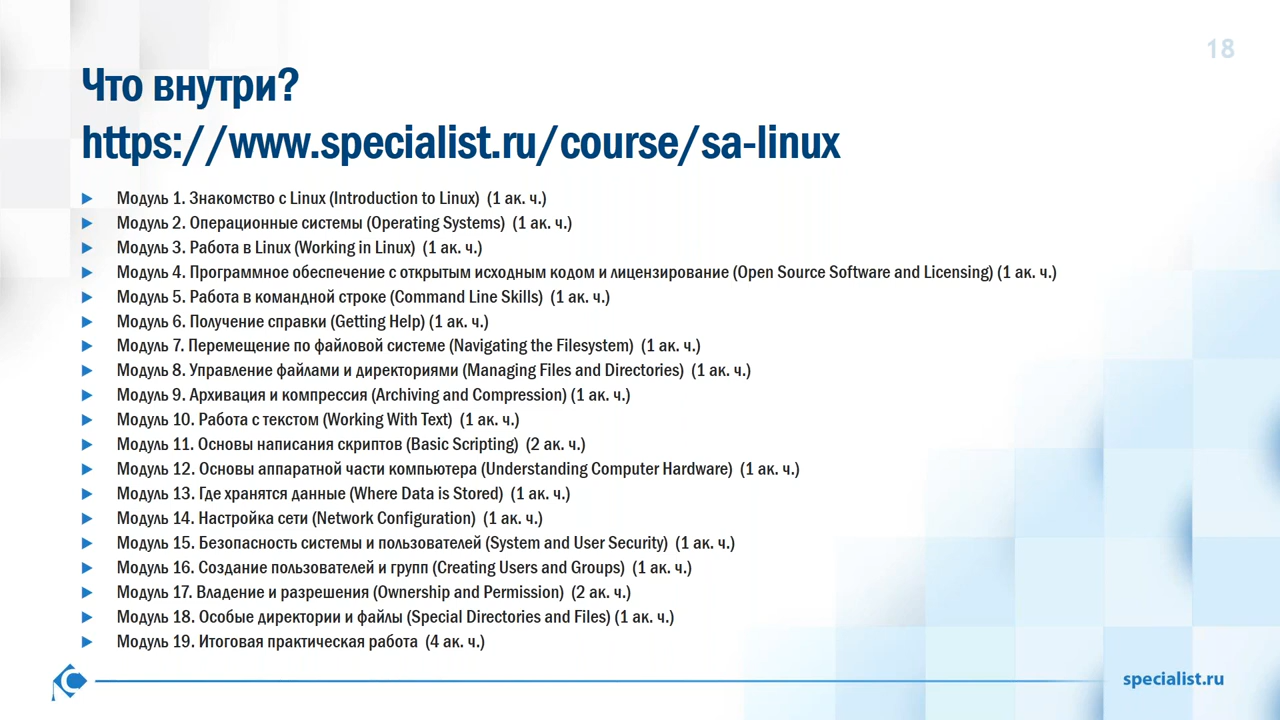 18
Что внутри?
https://www.specialist.ru/course/sa-linux
Модуль 1. Знакомство с Linux (Introduction to Linux) (1 ак. ч.)
Модуль 2. Операционные системы (Operating Systems) (1 ак. ч.)
Модуль 3. Работа в Linux (Working in Linux) (1 ак. ч.)
Модуль 4. Программное обеспечение с открытым исходным кодом и лицензирование (Open Source Software and Licensing) (1 ак. ч.)
Модуль 5. Работа в командной строке (Command Line Skills) (1 ак. ч.)
Модуль 6. Получение справки (Getting Help) (1 ак. ч.)
Модуль 7. Перемещение по файловой системе (Navigating the Filesystem) (1 ак. ч.)
Модуль 8. Управление файлами и директориями (Managing Files and Directories) (1 ак. ч.)
Модуль 9. Архивация и компрессия (Archiving and Compression) (1 ак. ч.)
Модуль 10. Работа с текстом (Working With Text) (1 ак. ч.)
Модуль 11. Основы написания скриптов (Basic Scripting) (2 ак. ч.)
Модуль 12. Основы аппаратной части компьютера (Understanding Computer Hardware) (1 ак. ч.)
Модуль 13. Где хранятся данные (Where Data is Stored) (1 ак. ч.)
Модуль 14. Настройка сети (Network Configuration) (1 ак. ч.)
Модуль 15. Безопасность системы и пользователей (System and User Security) (1 ак. ч.)
Модуль 16. Создание пользователей и групп (Creating Users and Groups) (1 ак. ч.)
Модуль 17. Владение и разрешения (Ownership and Permission) (2 ак. ч.)
Модуль 18. Особые директории и файлы (Special Directories and Files) (1 ак. ч.)
Модуль 19. Итоговая практическая работа (4 ак. ч.)
specialist.ru